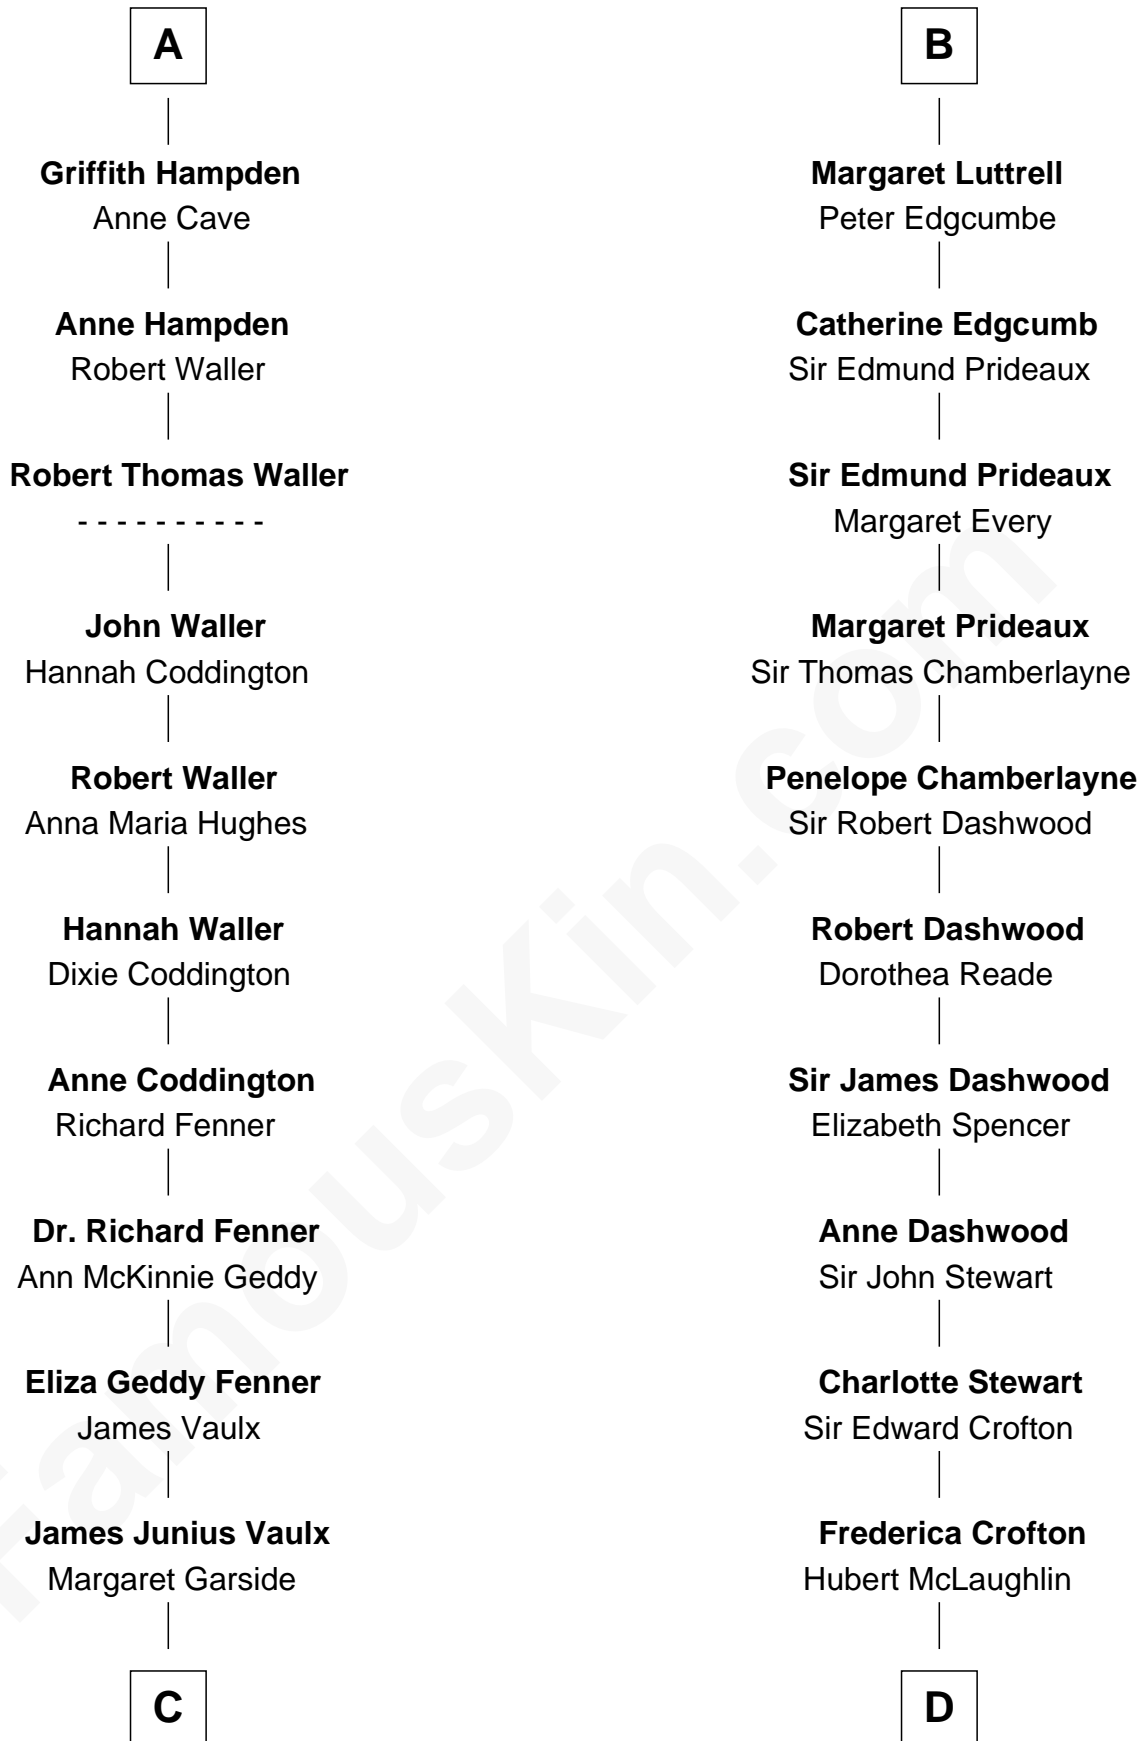 A
Griffith Hampden
Anne Cave
Anne Hampden
Robert Waller
Robert Thomas Waller
- - - - - - - - - -
John Waller
Hannah Coddington
Robert Waller
Anna Maria Hughes
Hannah Waller
Dixie Coddington
Anne Coddington
Richard Fenner
Dr. Richard Fenner
Ann McKinnie Geddy
Eliza Geddy Fenner
James Vaulx
James Junius Vaulx
Margaret Garside
C
B
Margaret Luttrell
Peter Edgcumbe
Catherine Edgcumb
Sir Edmund Prideaux
Sir Edmund Prideaux
Margaret Every
Margaret Prideaux
Sir Thomas Chamberlayne
Penelope Chamberlayne
Sir Robert Dashwood
Robert Dashwood
Dorothea Reade
Sir James Dashwood
Elizabeth Spencer
Anne Dashwood
Sir John Stewart
Charlotte Stewart
Sir Edward Crofton
Frederica Crofton
Hubert McLaughlin
D
FamousKin.com